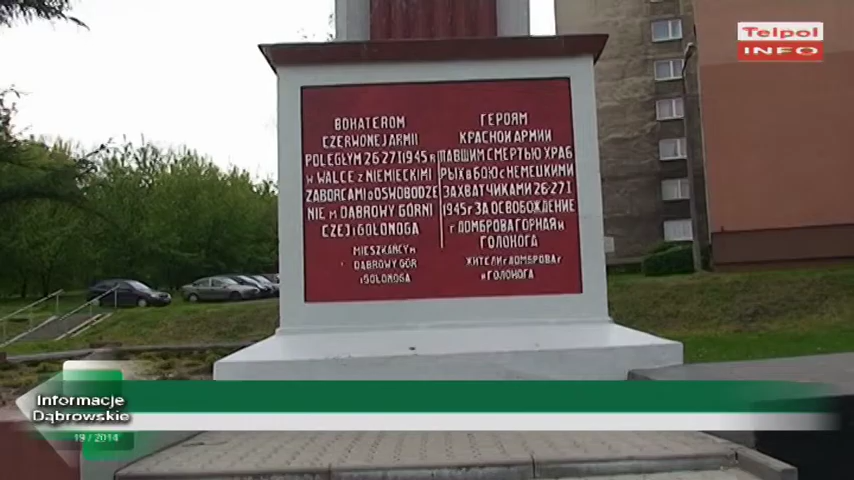 Telpol
INFO
BOHATEROM
CZERWONEJ ARMII
POLEGŁYM 26-27 I 1945 R.
W WALCE Z NIEMIECKIMI
ZABORCAMI O OSWOBODZE
NIE M DĄBROWY GÓRNI
CZEJ I GOŁONOGA
MIESZKAŃCY M
DĄBROWY GÓR
I GOŁONOGA
ГЕРОЯМ
КРАСНОИ АРМИИ
ПАВШИМ СМЕРТЬЮ ХРАБ
РЫХ В БОЮ С НЕМЕЦКИМИ
ЗАХВАТЧИКАМИ 26-27 I
1945 Г ЗА ОСВОБОЖДЕНИЕ
Г ДОМБРОВА ГОРНАЯ И
ГОЛОНОГА
ЖИТЕЛИ Г ДОМБРОВА Г
И ГОЛОНОГА
Informacje
Dąbrowskie
19 / 2014